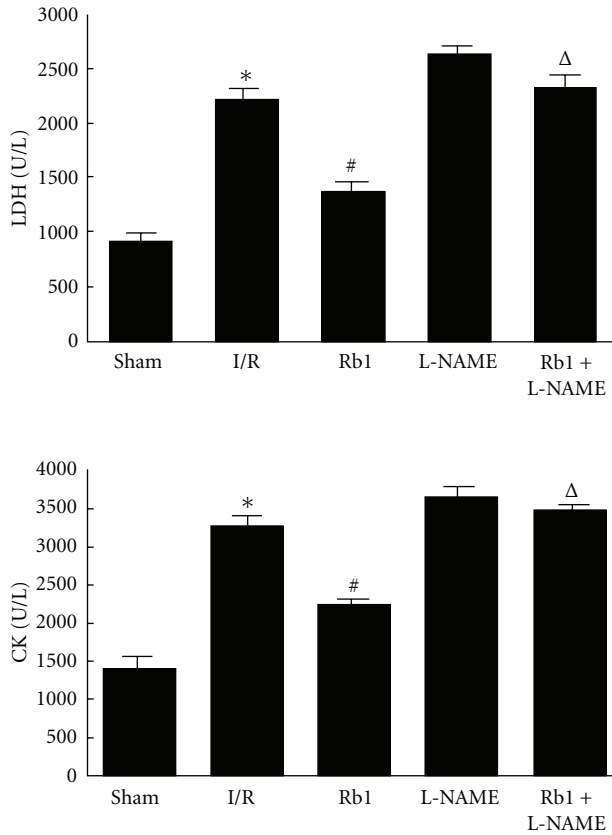 3000
2500
2000
1500
1000
500
0
LDH (U/L)
*
#
Δ
Sham I/R Rb1 L-NAME Rb1 +
L-NAME
4000
3500
3000
2500
2000
1500
1000
500
0
CK (U/L)
*
#
Δ
Sham I/R Rb1 L-NAME Rb1 +
L-NAME